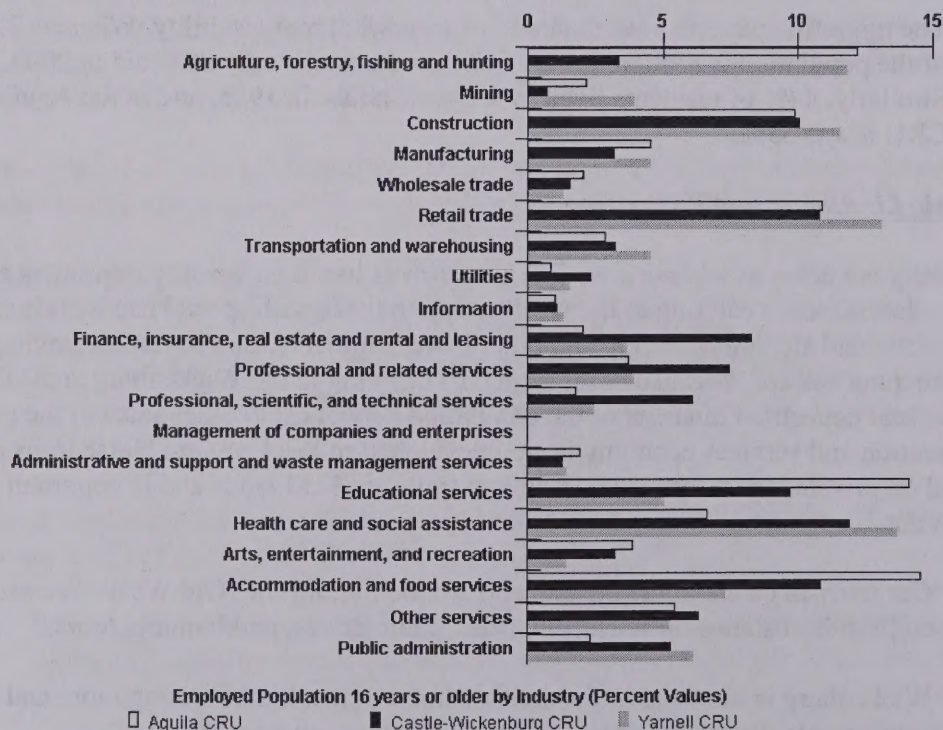 0 5 10 15
Agriculture, forestry, fishing and hunting
Mining
Construction
Manufacturing
Wholesale trade
Retail trade
Transportation and warehousing
Utilities
Information
Finance, insurance, real estate and rental and leasing
Professional and related services
Professional, scientific, and technical services
Management of companies and enterprises
Administrative and support and waste management services
Educational services
Health care and social assistance
Arts, entertainment, and recreation
Accommodation and food services
Other services
Public administration
Employed Population 16 years or older by Industry (Percent Values)
Aguila CRU Castle-Wickenburg CRU Yarnell CRU